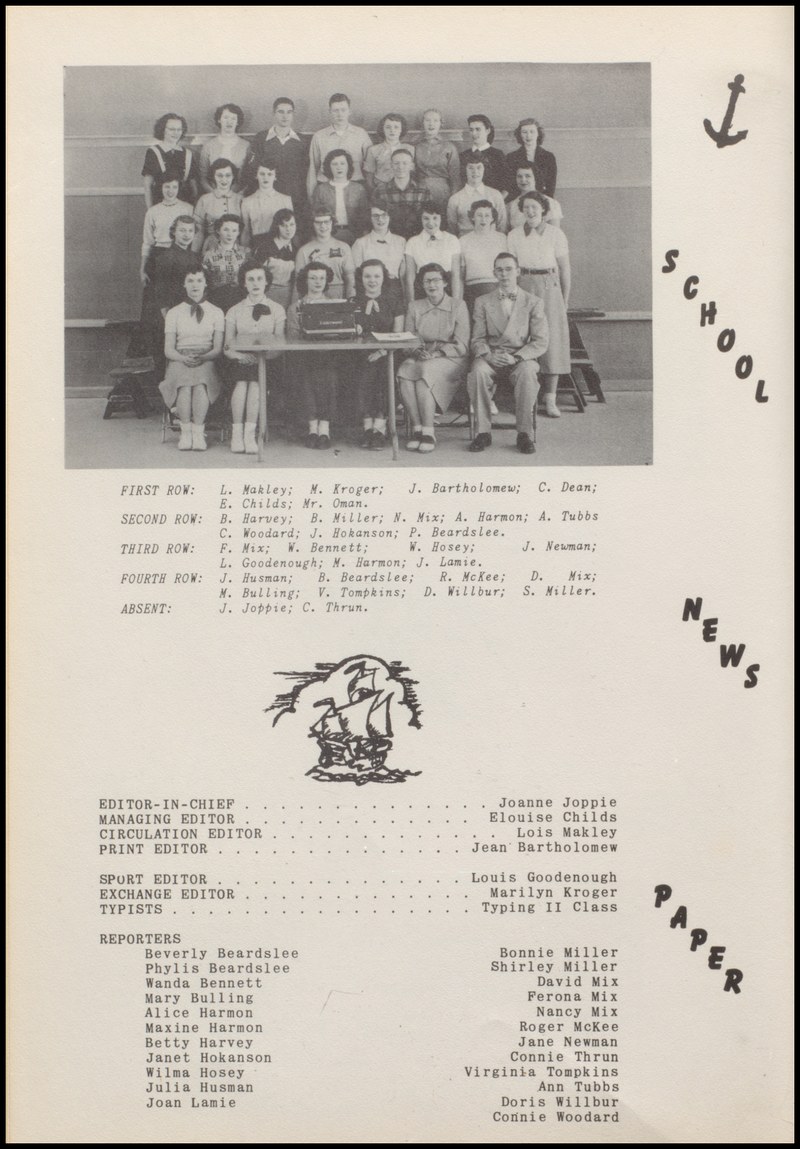 SCHOOL
NEWS
PAPER
FIRST ROW: L. Makley; M. Kroger; J. Bartholomew; C. Dean;
E. Childs; Mr. Oman.
SECOND ROW: B. Harvey; B. Miller; N. Mix; A. Harmon; A. Tubbs
C. Woodard; J. Hokanson; P. Beardslee.
THIRD ROW: F. Mix; W. Bennett; W. Hosey; J. Newman;
L. Goodenough; M. Harmon; J. Lamie.
FOURTH ROW: J. Husman; B. Beardslee; R. McKee; D. Mix;
M. Bulling; V. Tompkins; D. Willbur; S. Miller.
ABSENT: J. Joppie; C. Thrun.
EDITOR-IN-CHIEF . . . . . . . . . . . . . . Joanne Joppie
MANAGING EDITOR . . . . . . . . . . . . . Elouise Childs
CIRCULATION EDITOR . . . . . . . . . . . . . Lois Makley
PRINT EDITOR . . . . . . . . . . . . . . Jean Bartholomew
SPORT EDITOR . . . . . . . . . . . . . . Louis Goodenough
EXCHANGE EDITOR . . . . . . . . . . . . . Marilyn Kroger
TYPISTS . . . . . . . . . . . . . . . . . Typing II Class
REPORTERS
Beverly Beardslee Bonnie Miller
Phylis Beardslee Shirley Miller
Wanda Bennett David Mix
Mary Bulling Ferona Mix
Alice Harmon Nancy Mix
Maxine Harmon Roger McKee
Betty Harvey Jane Newman
Janet Hokanson Connie Thrun
Wilma Hosey Virginia Tompkins
Julia Husman Ann Tubbs
Joan Lamie Doris Willbur
Connie Woodard